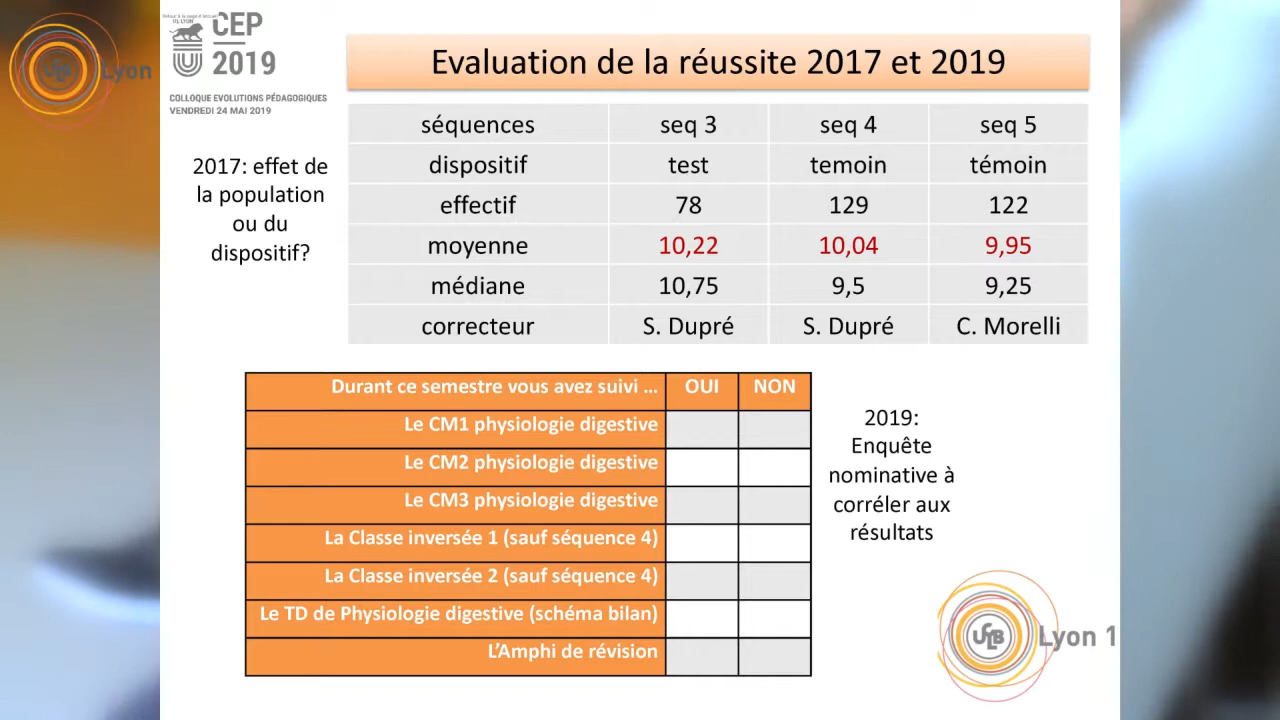 Retour à la page d'accueil
CEP
2019
COLLOQUE EVOLUTIONS PÉDAGOGIQUES
VENDREDI 24 MAI 2019
Lyon
Evaluation de la réussite 2017 et 2019
2017: effet de
la population
ou du
dispositif?
séquences seq 3 seq 4 seq 5
dispositif test temoin témoin
effectif 78 129 122
moyenne 10,22 10,04 9,95
médiane 10,75 9,5 9,25
correcteur S. Dupré S. Dupré C. Morelli
Durant ce semestre vous avez suivi ... OUI NON
Le CM1 physiologie digestive
Le CM2 physiologie digestive
Le CM3 physiologie digestive
La Classe inversée 1 (sauf séquence 4)
La Classe inversée 2 (sauf séquence 4)
Le TD de Physiologie digestive (schéma bilan)
L'Amphi de révision
2019:
Enquête
nominative à
corréler aux
résultats
UCLB Lyon 1